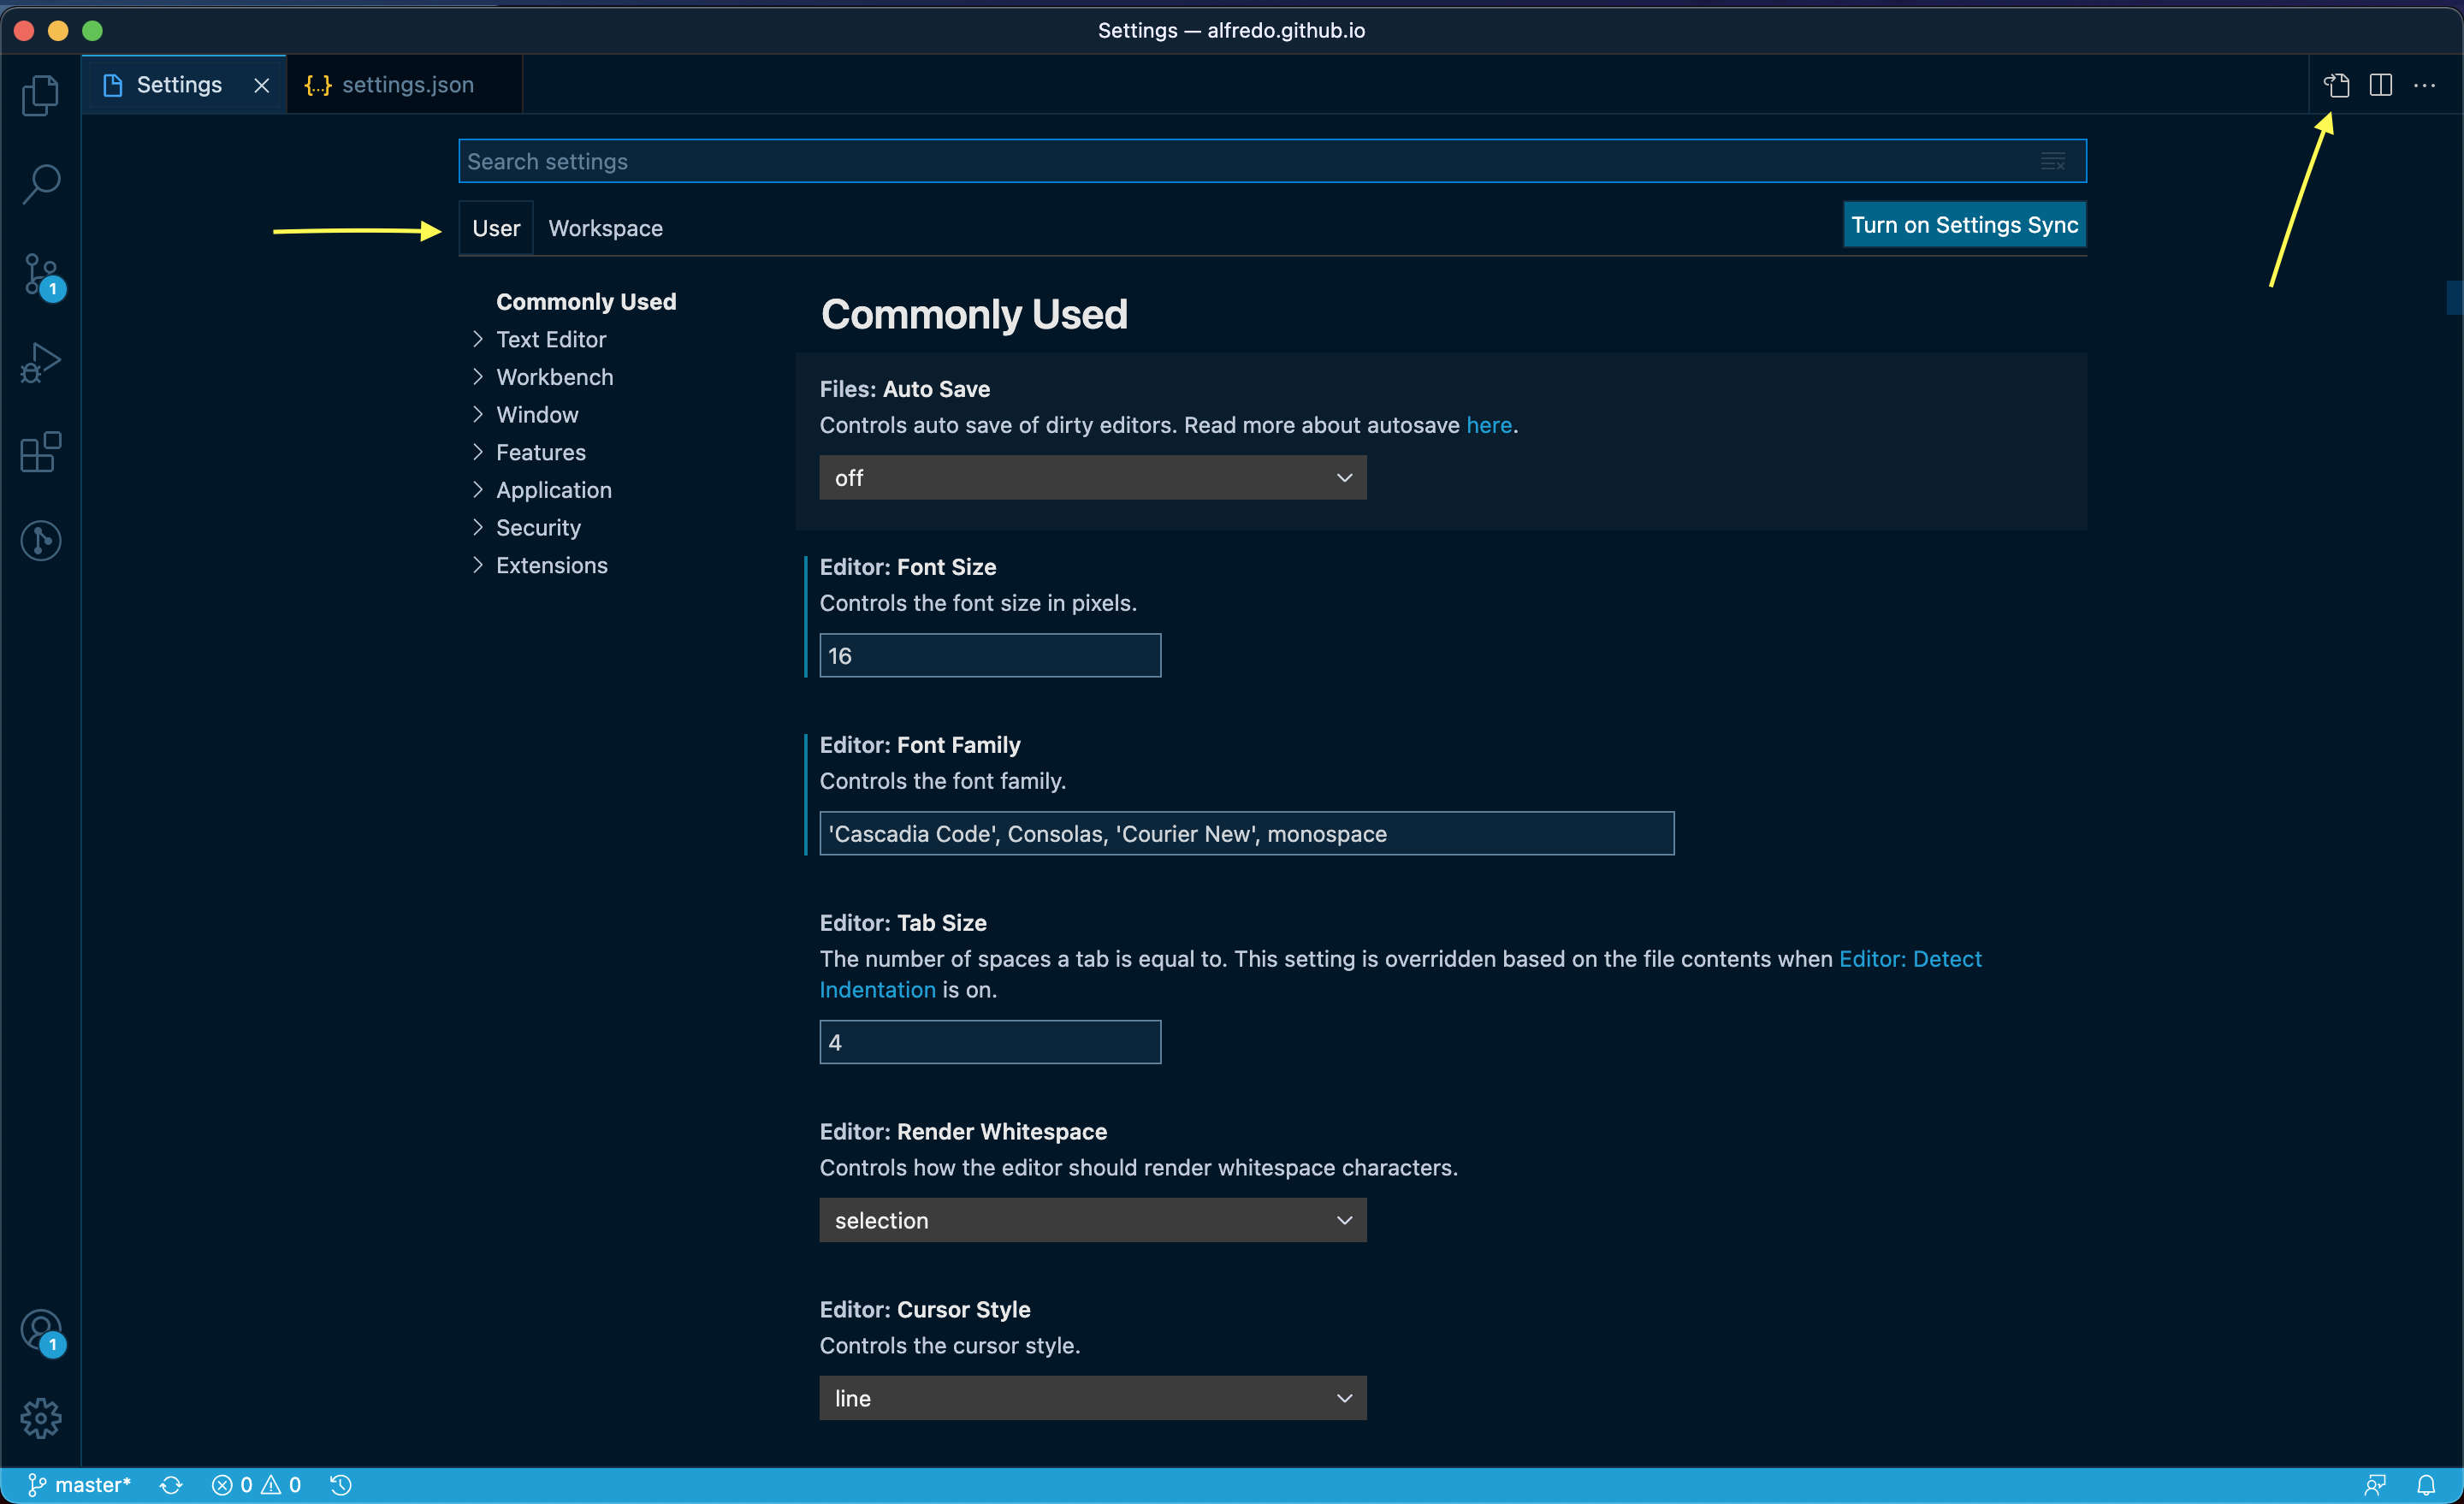 Settings — alfredo.github.io
Settings
{...} settings.json
Search settings
User Workspace
Turn on Settings Sync
Commonly Used
Text Editor
Workbench
Window
Features
Application
Security
Extensions
Commonly Used
Files: Auto Save
Controls auto save of dirty editors. Read more about autosave here.
off
Editor: Font Size
Controls the font size in pixels.
16
Editor: Font Family
Controls the font family.
'Cascadia Code', Consolas, 'Courier New', monospace
Editor: Tab Size
The number of spaces a tab is equal to. This setting is overridden based on the file contents when Editor: Detect
Indentation is on.
4
Editor: Render Whitespace
Controls how the editor should render whitespace characters.
selection
Editor: Cursor Style
Controls the cursor style.
line
1
1
master* 0 0